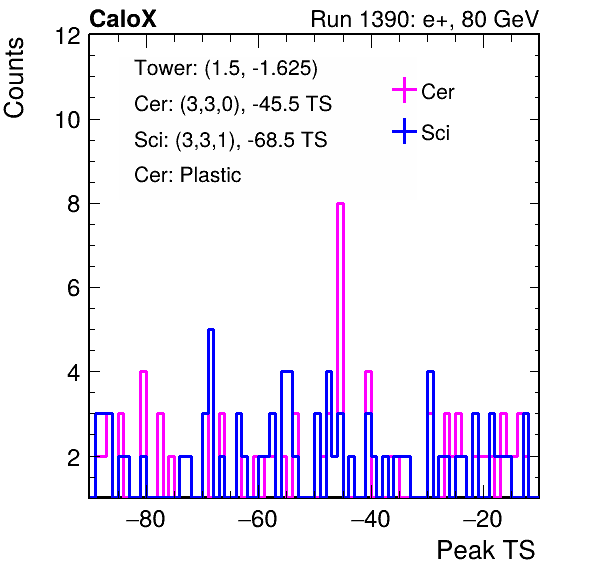 CaloX Run 1390: e+, 80 GeV
Counts
12
10
8
6
4
2
Tower: (1.5, -1.625)
Cer: (3,3,0), -45.5 TS
Sci: (3,3,1), -68.5 TS
Cer: Plastic
Cer
Sci
−80 −60 −40 −20
Peak TS